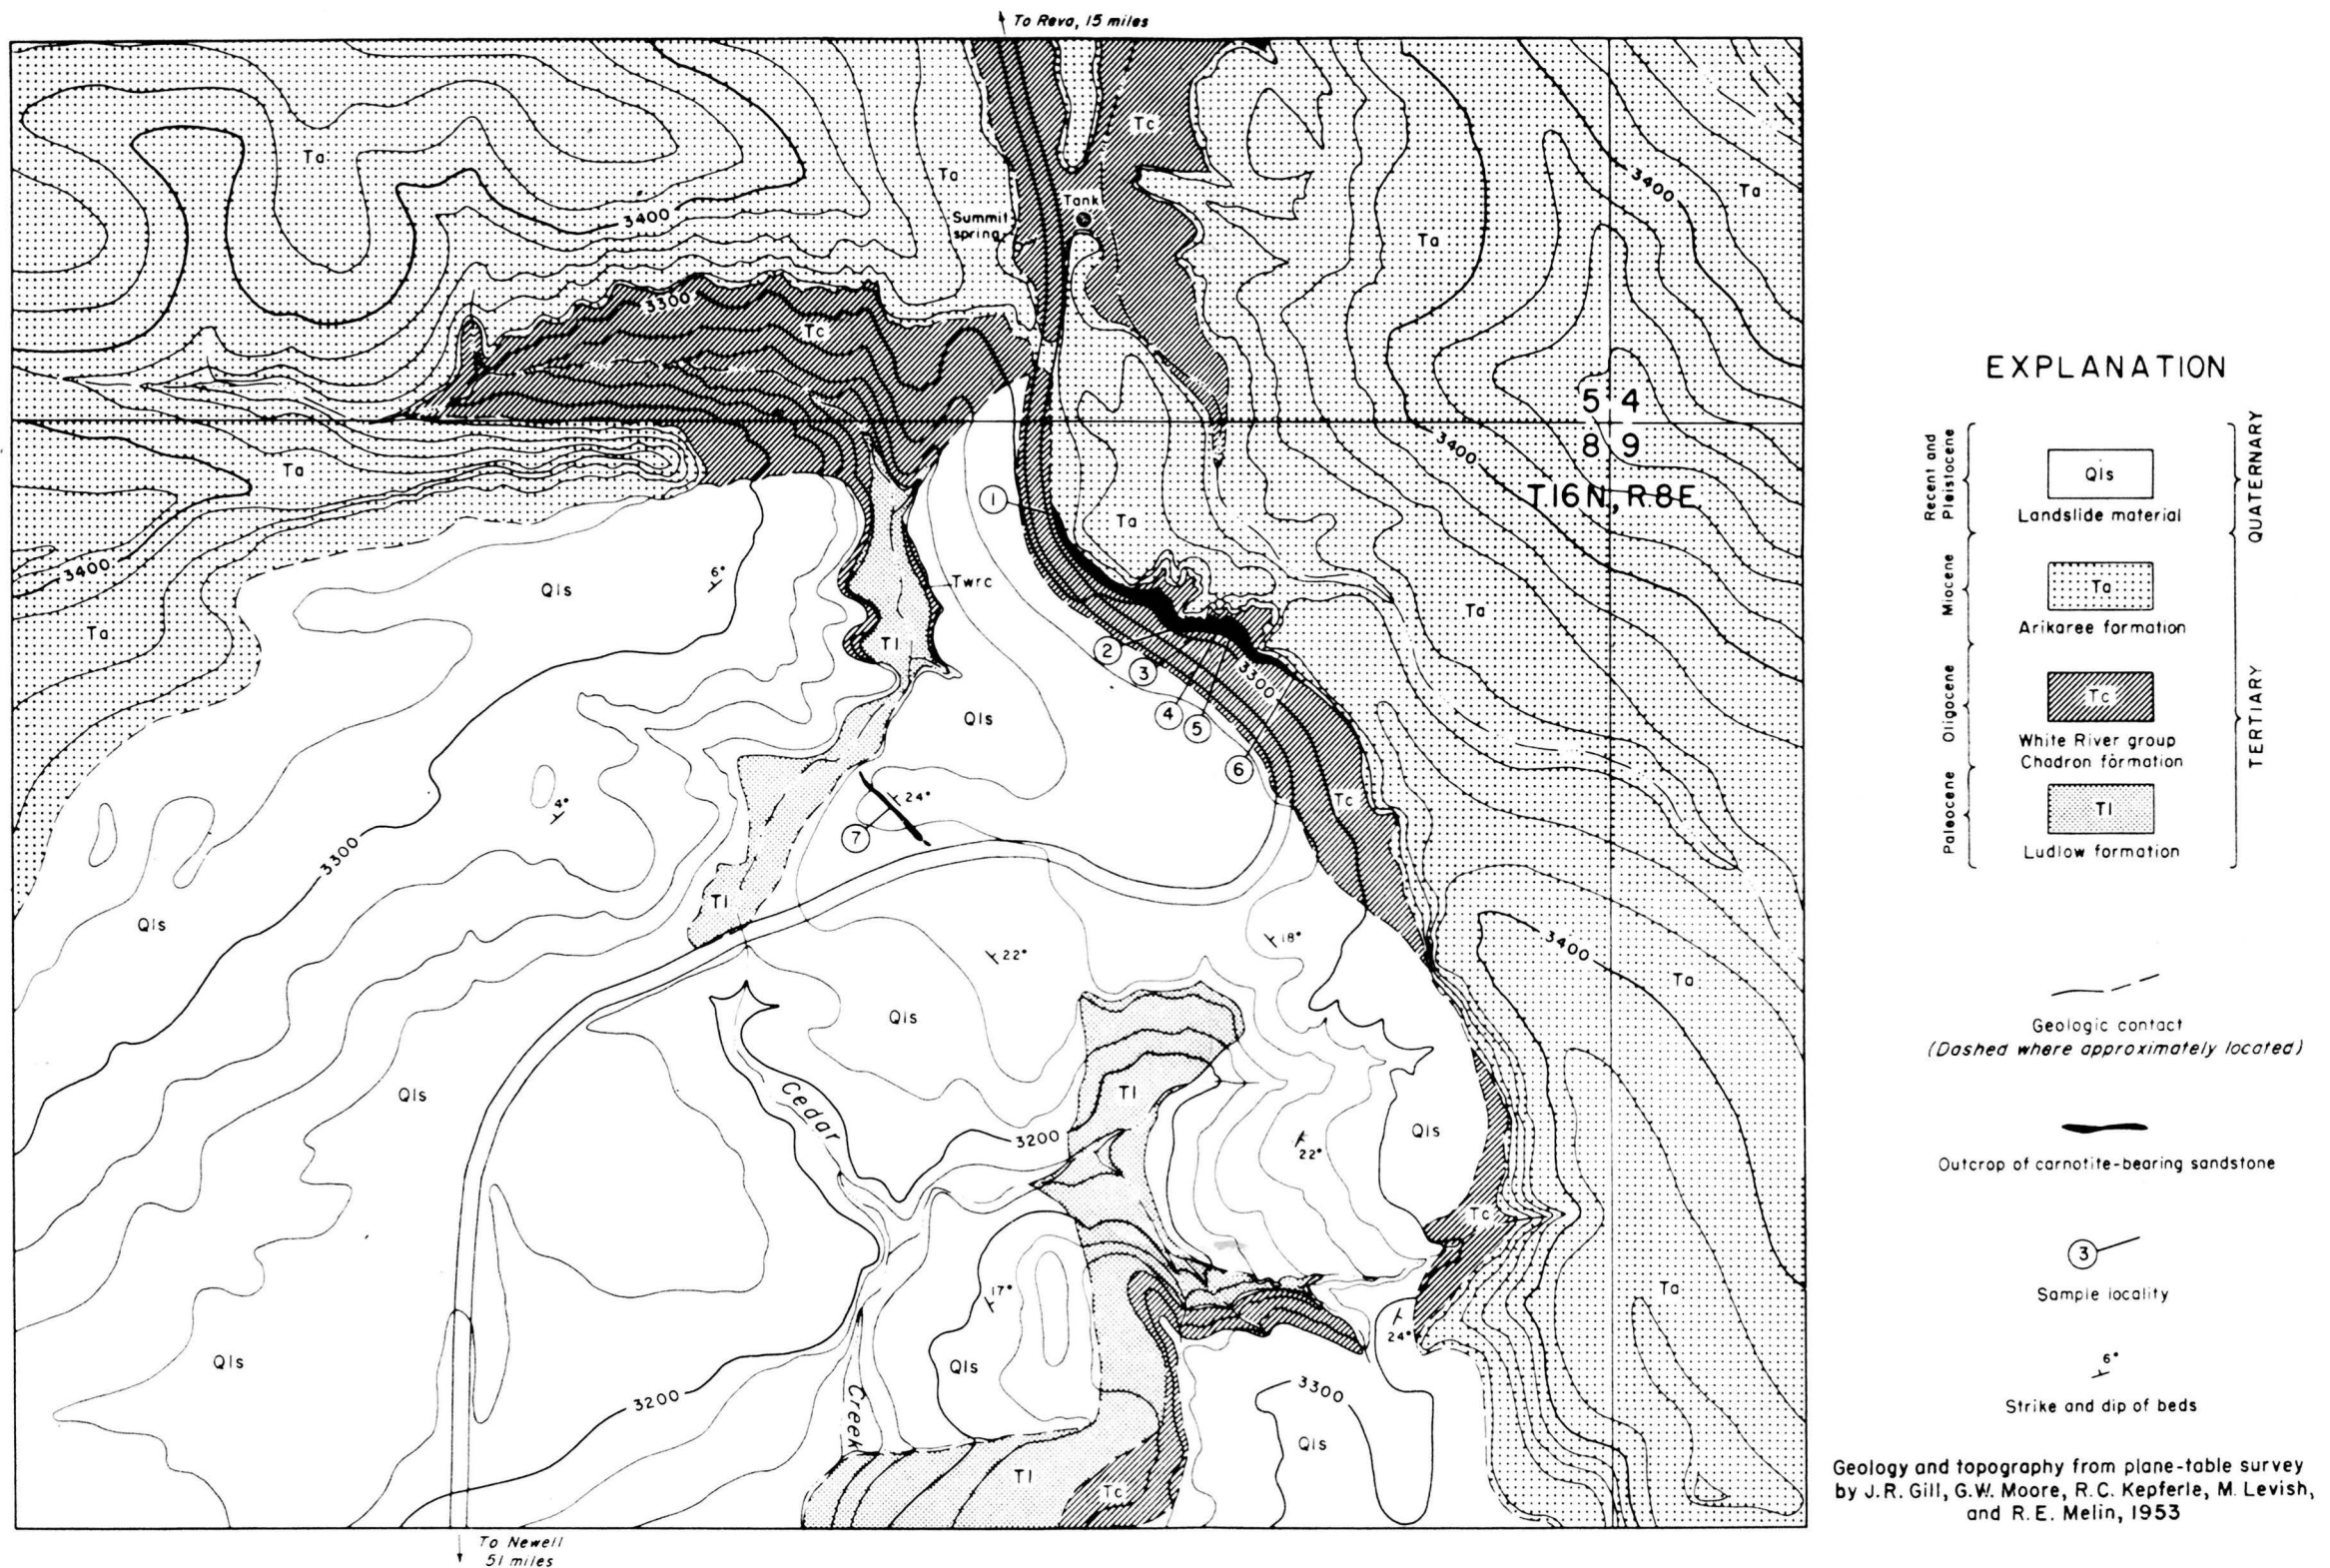 To Reva, 15 miles
Tc
Ta
Ta
Ta
3400
Ta
Tank
Summit
spring
3400
Ta
3300
Tc
5 4
8 9
3400
T.16N., R.8E.
Ta
1
Ta
3400
Qls
6°
Twrc
Ta
Ta
Tl
2
3
3300
4
5
6
Qls
4°
24°
7
Tc
3300
Tl
Qls
18°
22°
3400
Ta
Qls
Qls
Cedar
Tl
3200
Qls
22°
Tc
17°
24°
Ta
Qls
Qls
3200
3300
Creek
Qls
Tl
Tc
To Newell
51 miles
EXPLANATION
Recent and
Pleistocene
Qls
Landslide material
QUATERNARY
Miocene
Ta
Arikaree formation
Oligocene
Tc
White River group
Chadron formation
TERTIARY
Paleocene
Tl
Ludlow formation
Geologic contact
(Dashed where approximately located)
Outcrop of carnotite-bearing sandstone
3
Sample locality
6°
Strike and dip of beds
Geology and topography from plane-table survey
by J.R. Gill, G.W. Moore, R.C. Kepferle, M. Levish,
and R.E. Melin, 1953